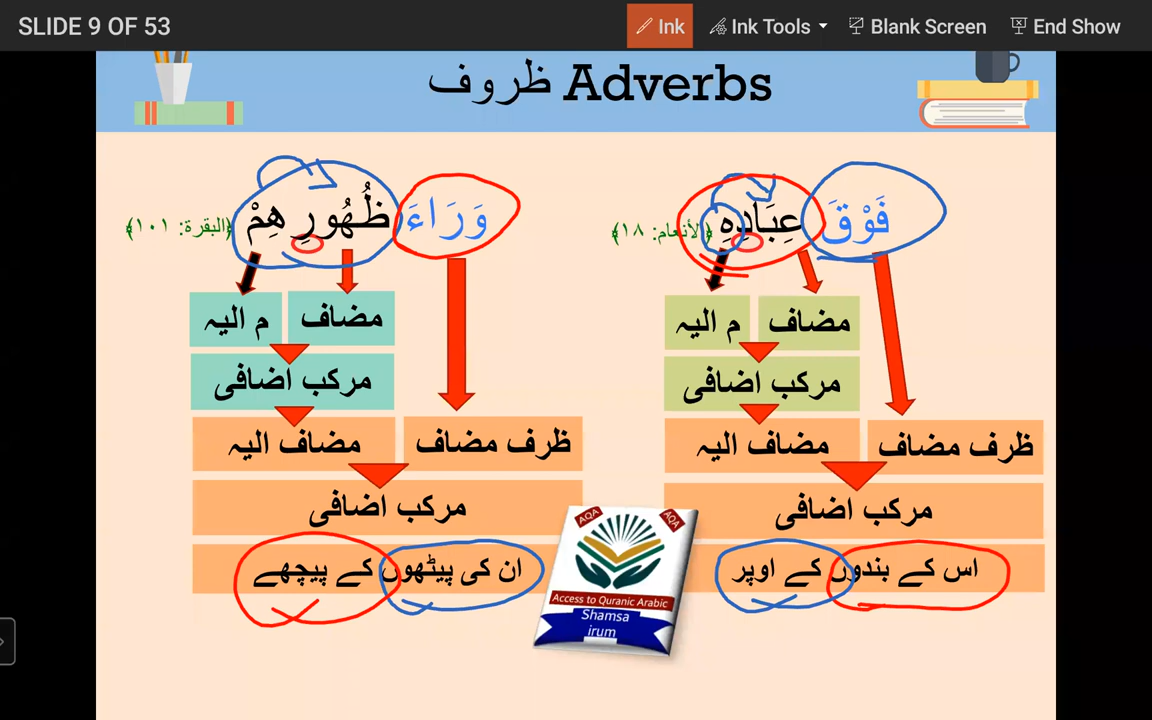 SLIDE 9 OF 53
Ink
Ink Tools
Blank Screen
End Show
ظروف Adverbs
فَوْقَ عِبَادِهِ ﴿الأنعام: ١٨﴾
وَرَاءَ ظُهُورِهِمْ ﴿البقرة: ١٠١﴾
مضاف
م الیہ
مرکب اضافی
ظرف مضاف
مضاف الیہ
مرکب اضافی
اس کے بندوں کے اوپر
مضاف
م الیہ
مرکب اضافی
ظرف مضاف
مضاف الیہ
مرکب اضافی
ان کی پیٹھوں کے پیچھے
AQA
AQA
Access to Quranic Arabic
Shamsa
irum